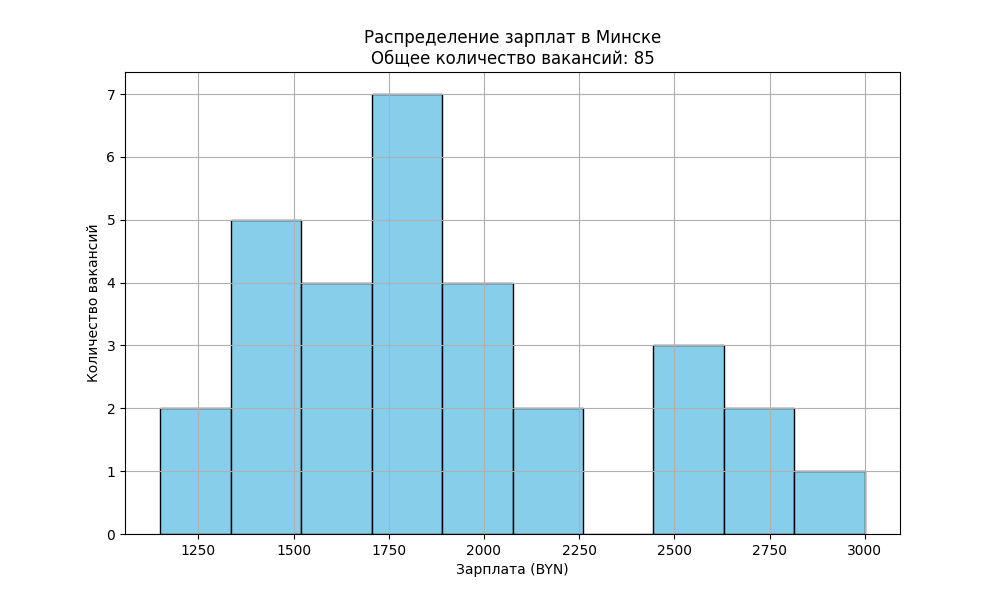 Распределение зарплат в Минске
Общее количество вакансий: 85
Количество вакансий
7
6
5
4
3
2
1
0
1250 1500 1750 2000 2250 2500 2750 3000
Зарплата (BYN)